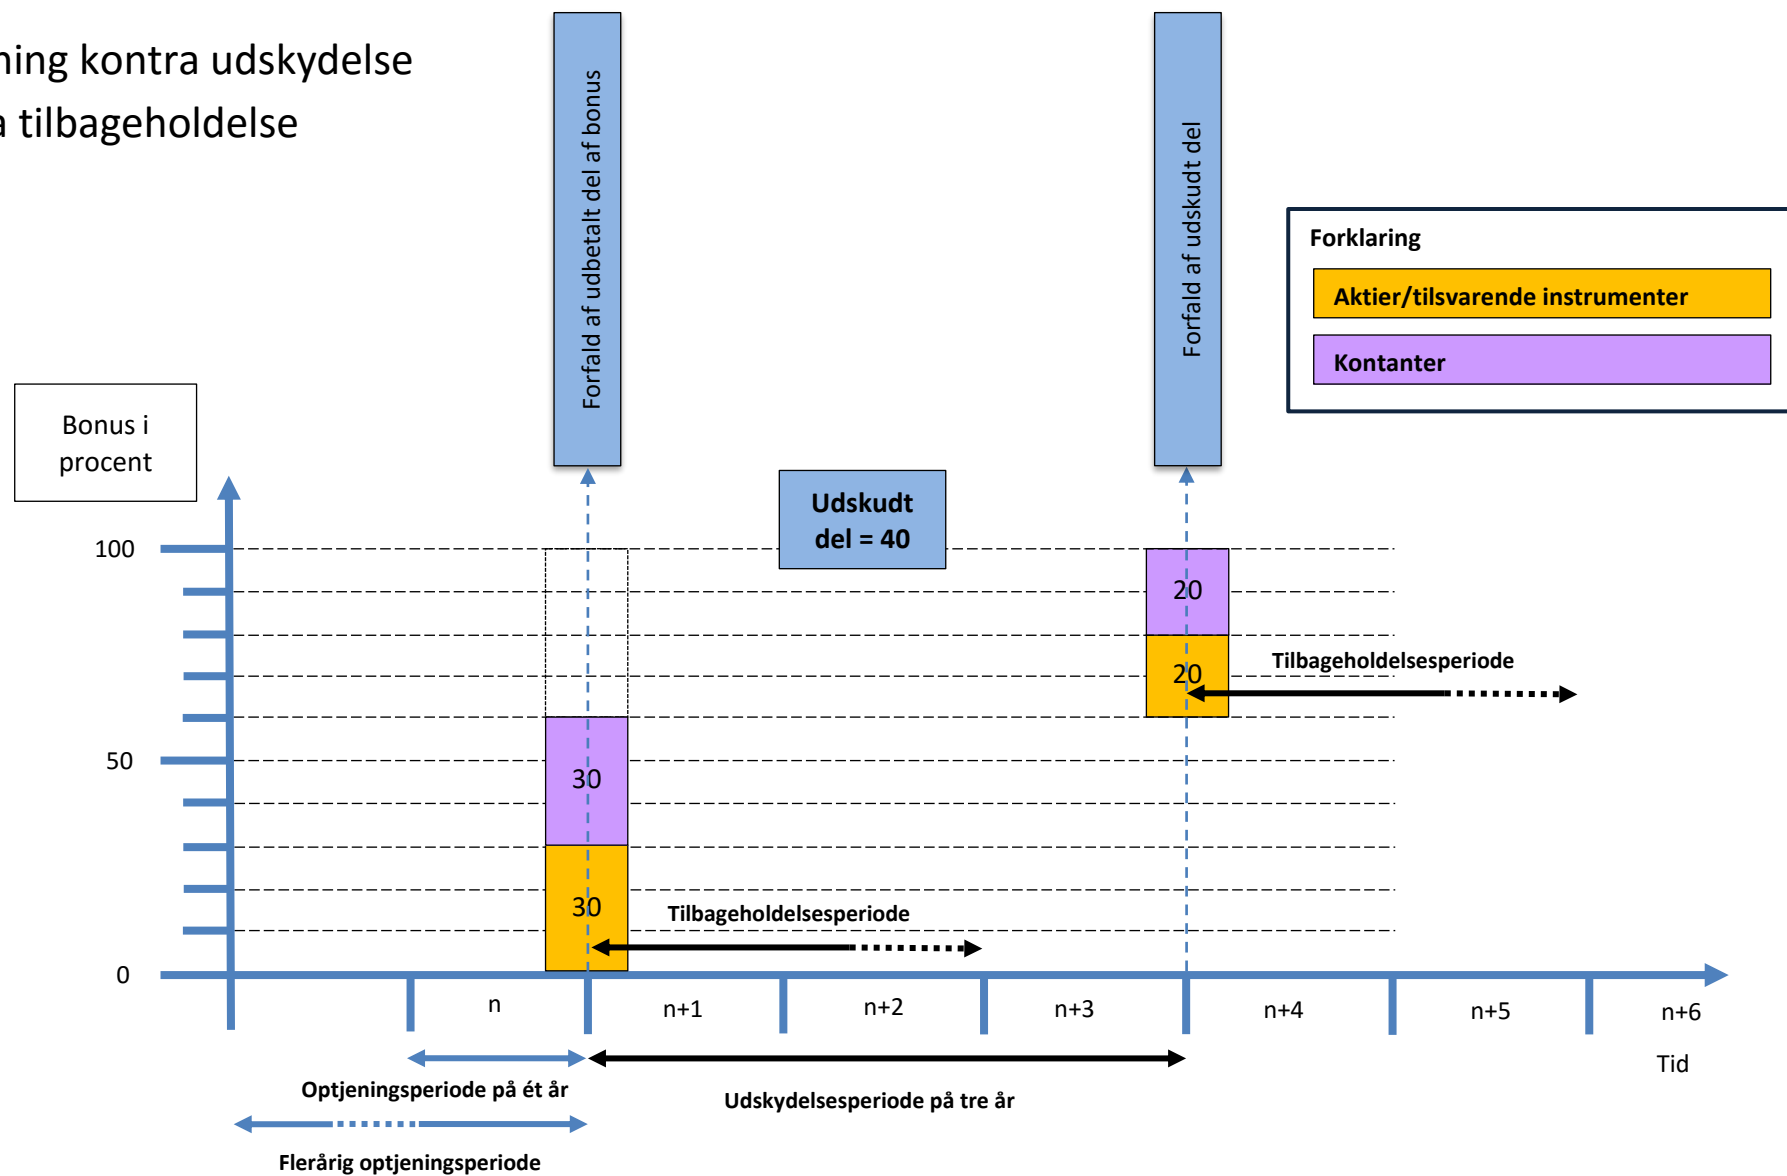 ning kontra udskydelse
a tilbageholdelse
Forfald af udbetalt del af bonus
Forfald af udskudt del
Forklaring
Aktier/tilsvarende instrumenter
Kontanter
Bonus i
procent
Udskudt
del = 40
100
20
20
Tilbageholdelsesperiode
50
30
30
Tilbageholdelsesperiode
0
n
n+1
n+2
n+3
n+4
n+5
n+6
Tid
Optjeningsperiode på ét år
Udskydelsesperiode på tre år
Flerårig optjeningsperiode